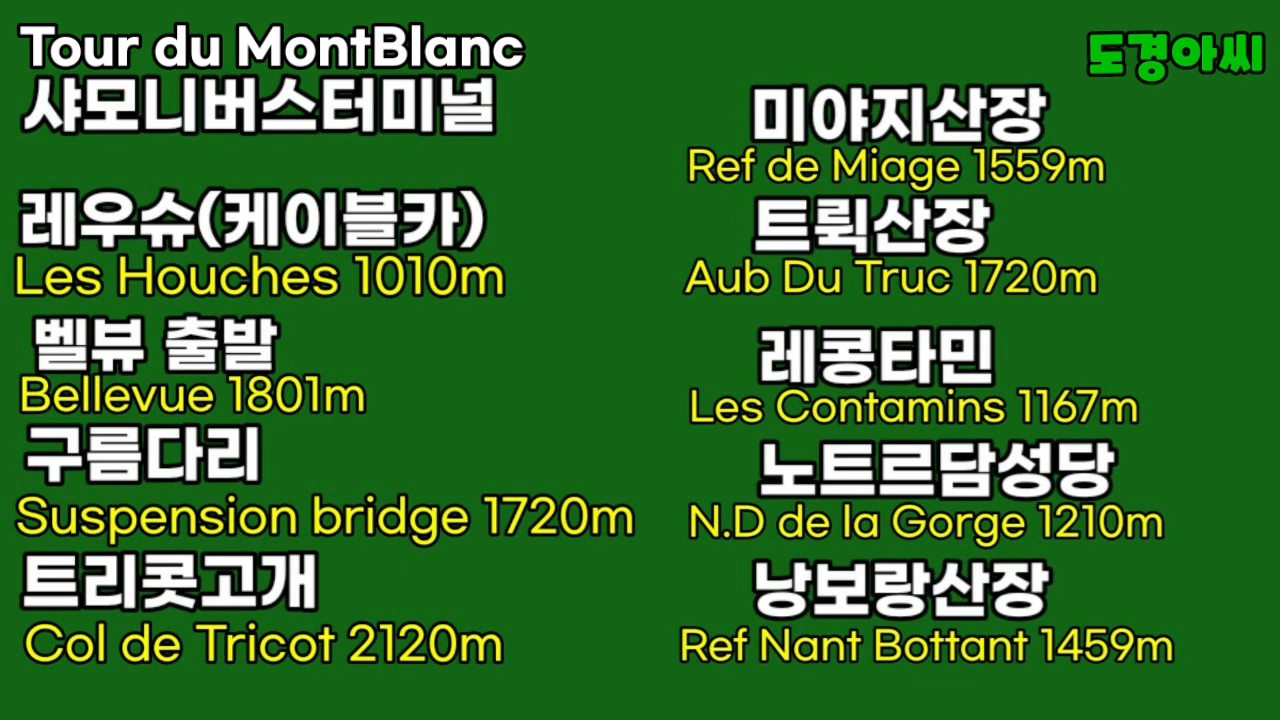 Tour du MontBlanc
도경아씨
샤모니버스터미널
레우슈(케이블카)
Les Houches 1010m
벨뷰 출발
Bellevue 1801m
구름다리
Suspension bridge 1720m
트리콧고개
Col de Tricot 2120m
미야지산장
Ref de Miage 1559m
트뤽산장
Aub Du Truc 1720m
레콩타민
Les Contamins 1167m
노트르담성당
N.D de la Gorge 1210m
낭보랑산장
Ref Nant Bottant 1459m